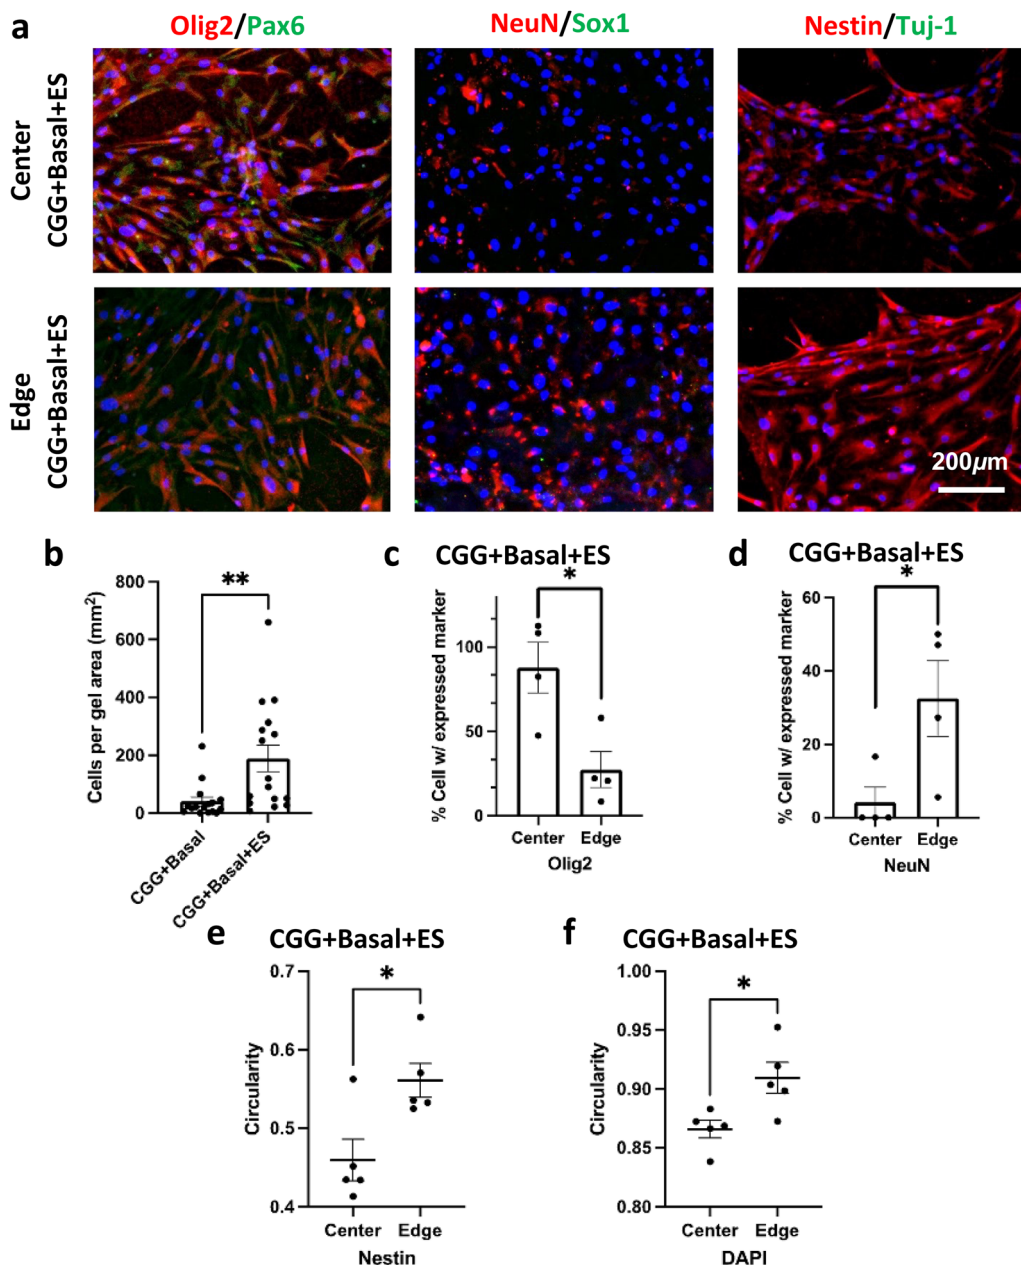 a
Olig2/Pax6
NeuN/Sox1
Nestin/Tuj-1
Center
CGG+Basal+ES
Edge
CGG+Basal+ES
200µm
b
Cells per gel area (mm²)
800
600
400
200
0
**
CGG+Basal
CGG+Basal+ES
c
CGG+Basal+ES
% Cell w/ expressed marker
100
50
0
*
Center
Edge
Olig2
d
CGG+Basal+ES
% Cell w/ expressed marker
60
40
20
0
*
Center
Edge
NeuN
e
CGG+Basal+ES
Circularity
0.7
0.6
0.5
0.4
*
Center
Edge
Nestin
f
CGG+Basal+ES
Circularity
1.00
0.95
0.90
0.85
0.80
*
Center
Edge
DAPI